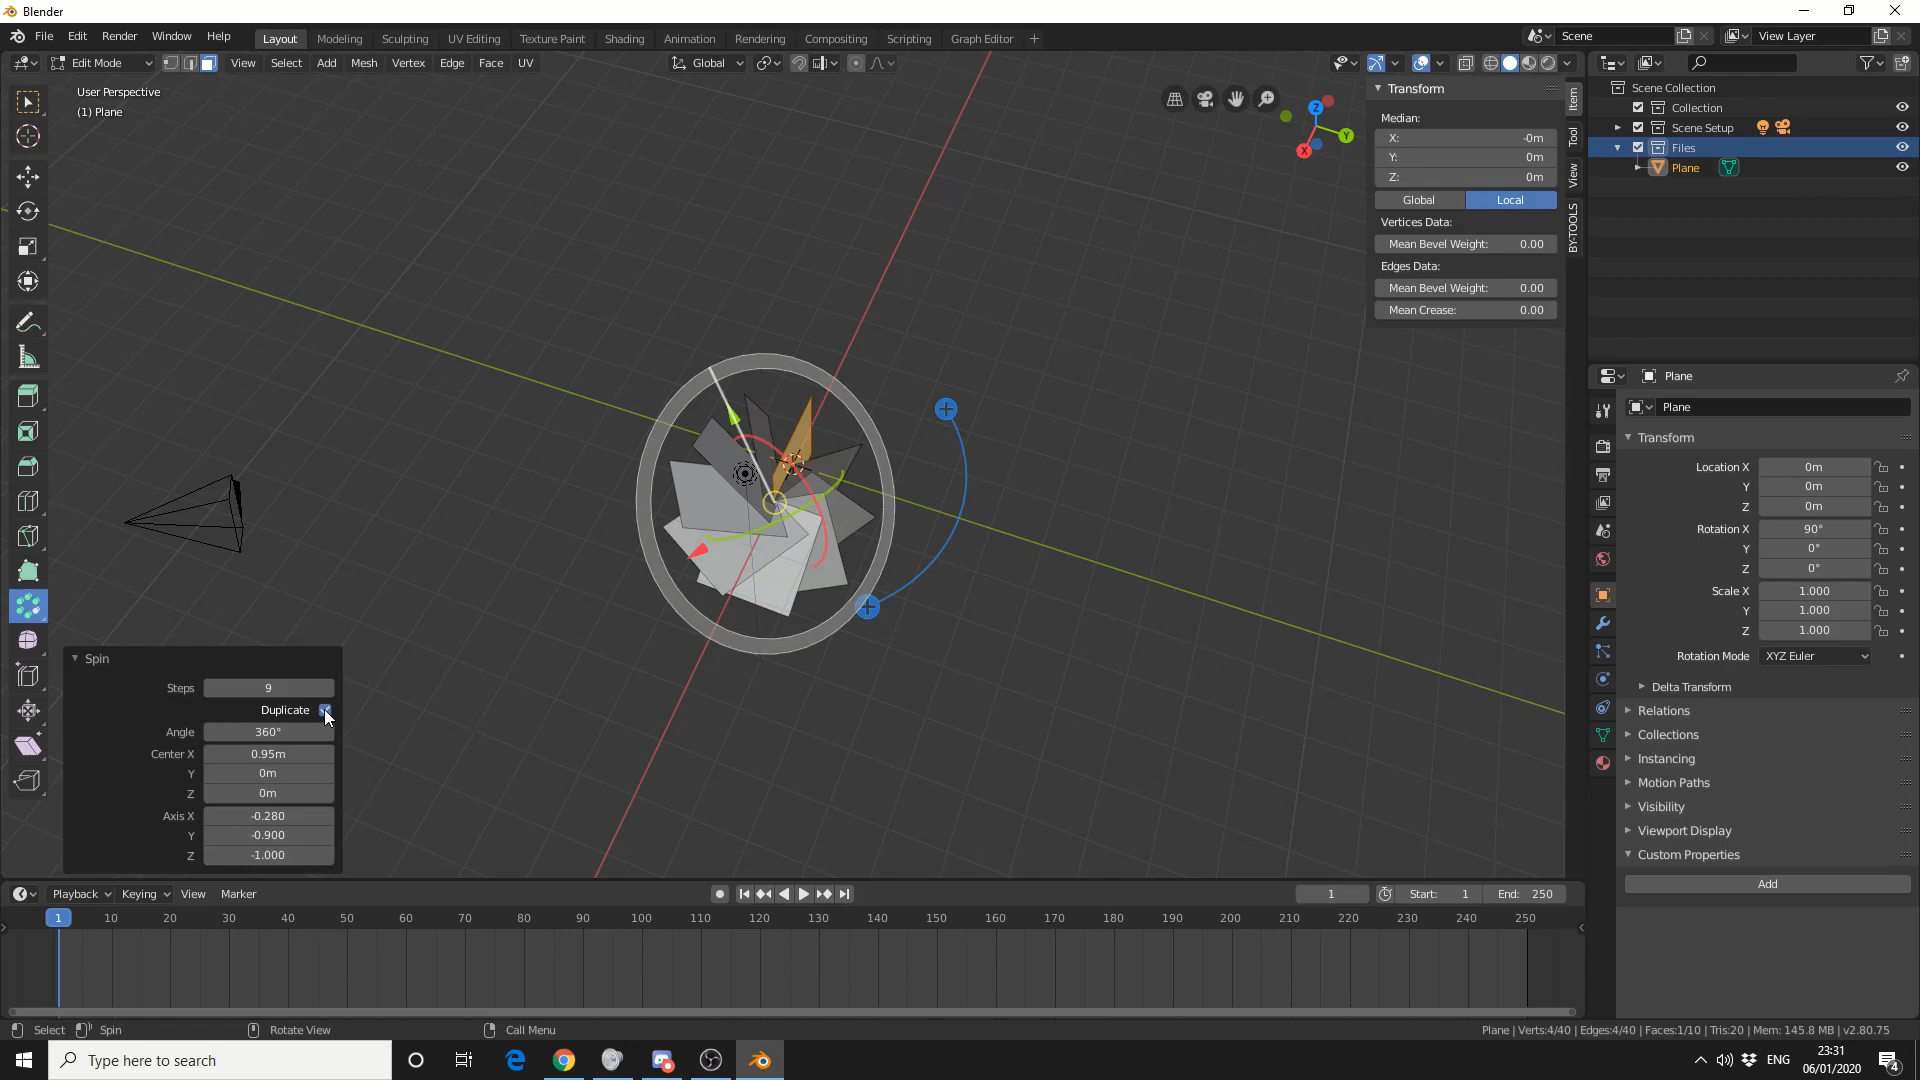 Blender
File Edit Render Window Help
Layout Modeling Sculpting UV Editing Texture Paint Shading Animation Rendering Compositing Scripting Graph Editor +
Scene
View Layer
Edit Mode View Select Add Mesh Vertex Edge Face UV
Global
User Perspective
(1) Plane
Z
Y
X
Transform
Median:
X: -0m
Y: 0m
Z: 0m
Global Local
Vertices Data:
Mean Bevel Weight: 0.00
Edges Data:
Mean Bevel Weight: 0.00
Mean Crease: 0.00
Item
Tool
View
BY-TOOLS
Scene Collection
Collection
Scene Setup
Files
Plane
Plane
Plane
Transform
Location X 0m
Y 0m
Z 0m
Rotation X 90°
Y 0°
Z 0°
Scale X 1.000
Y 1.000
Z 1.000
Rotation Mode XYZ Euler
Delta Transform
Relations
Collections
Instancing
Motion Paths
Visibility
Viewport Display
Custom Properties
Add
Spin
Steps 9
Duplicate
Angle 360°
Center X 0.95m
Y 0m
Z 0m
Axis X -0.280
Y -0.900
Z -1.000
Playback Keying View Marker
1 Start: 1 End: 250
1 10 20 30 40 50 60 70 80 90 100 110 120 130 140 150 160 170 180 190 200 210 220 230 240 250
Select Spin Rotate View Call Menu
Plane | Verts:4/40 | Edges:4/40 | Faces:1/10 | Tris:20 | Mem: 145.8 MB | v2.80.75
Type here to search
ENG
23:31
06/01/2020
4